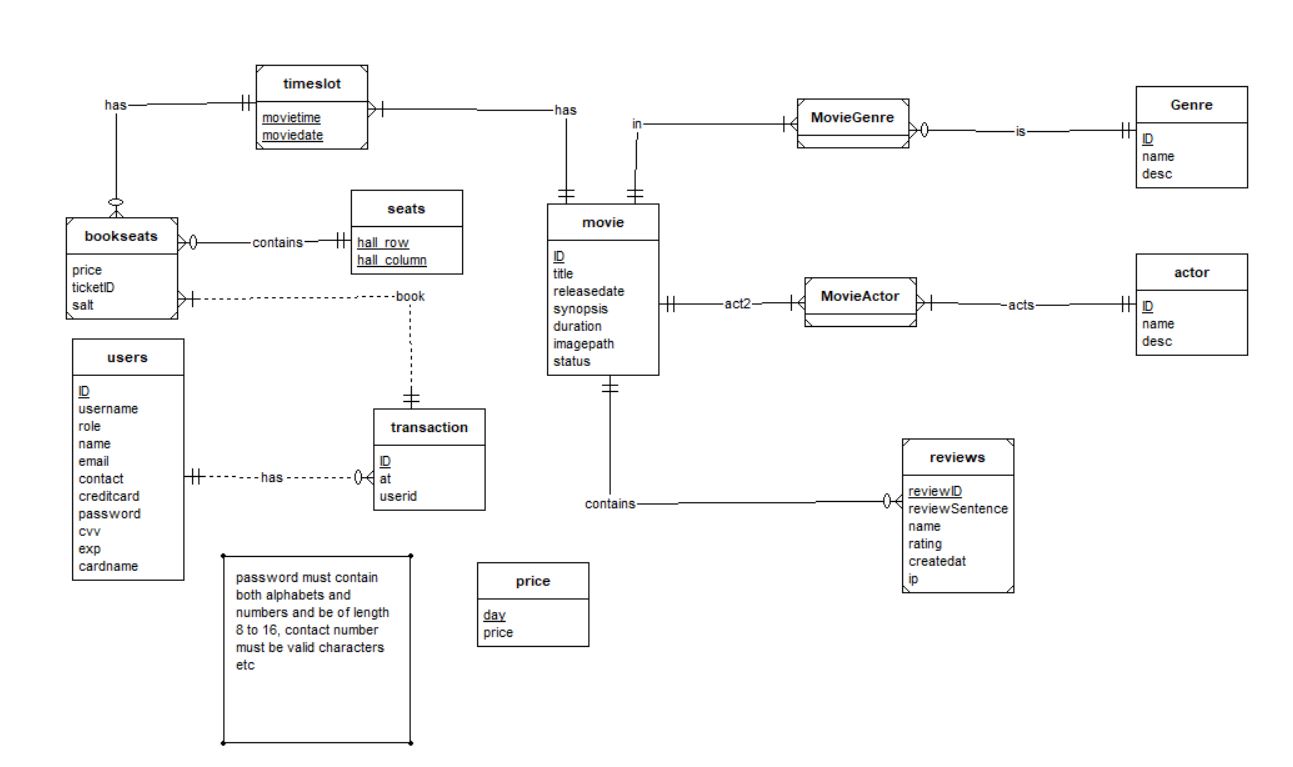 timeslot
movietime
moviedate
has
has
in
MovieGenre
is
Genre
ID
name
desc
bookseats
price
ticketID
salt
contains
seats
hall_row
hall_column
book
movie
ID
title
releasedate
synopsis
duration
imagepath
status
act2
MovieActor
acts
actor
ID
name
desc
users
ID
username
role
name
email
contact
creditcard
password
cvv
exp
cardname
has
transaction
ID
at
userid
contains
reviews
reviewID
reviewSentence
name
rating
createdat
ip
password must contain
both alphabets and
numbers and be of length
8 to 16, contact number
must be valid characters
etc
price
day
price